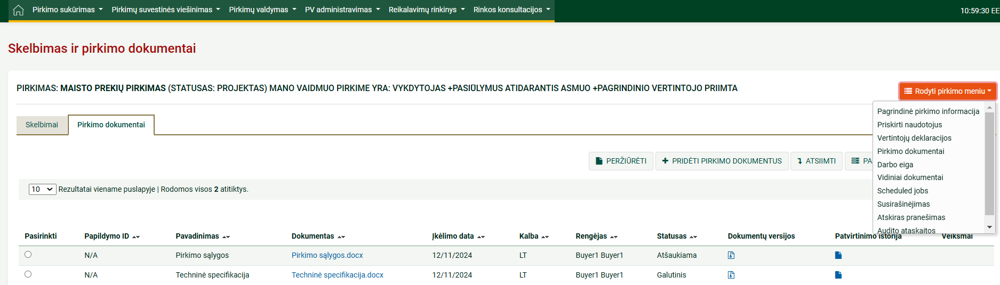 Pirkimo sukūrimas Pirkimų suvestinės viešinimas Pirkimų valdymas PV administravimas Reikalavimų rinkinys Rinkos konsultacijos 10:59:30 EE
Skelbimas ir pirkimo dokumentai
PIRKIMAS: MAISTO PREKIŲ PIRKIMAS (STATUSAS: PROJEKTAS) MANO VAIDMUO PIRKIME YRA: VYKDYTOJAS +PASIŪLYMUS ATIDARANTIS ASMUO +PAGRINDINIO VERTINTOJO PRIIMTA
Rodyti pirkimo meniu
Pagrindinė pirkimo informacija
Priskirti naudotojus
Vertintojų deklaracijos
Pirkimo dokumentai
Darbo eiga
Vidiniai dokumentai
Scheduled jobs
Susirašinėjimas
Atskiras pranešimas
Audito ataskaitos
Skelbimai Pirkimo dokumentai
PERŽIŪRĖTI PRIDĖTI PIRKIMO DOKUMENTUS ATSIIMTI PA
10 Rezultatai viename puslapyje | Rodomos visos 2 atitiktys.
Pasirinkti Papildymo ID Pavadinimas Dokumentas Įkėlimo data Kalba Rengėjas Statusas Dokumentų versijos Patvirtinimo istorija Veiksmai
N/A Pirkimo sąlygos Pirkimo sąlygos.docx 12/11/2024 LT Buyer1 Buyer1 Atšaukiama
N/A Techninė specifikacija Techninė specifikacija.docx 12/11/2024 LT Buyer1 Buyer1 Galutinis